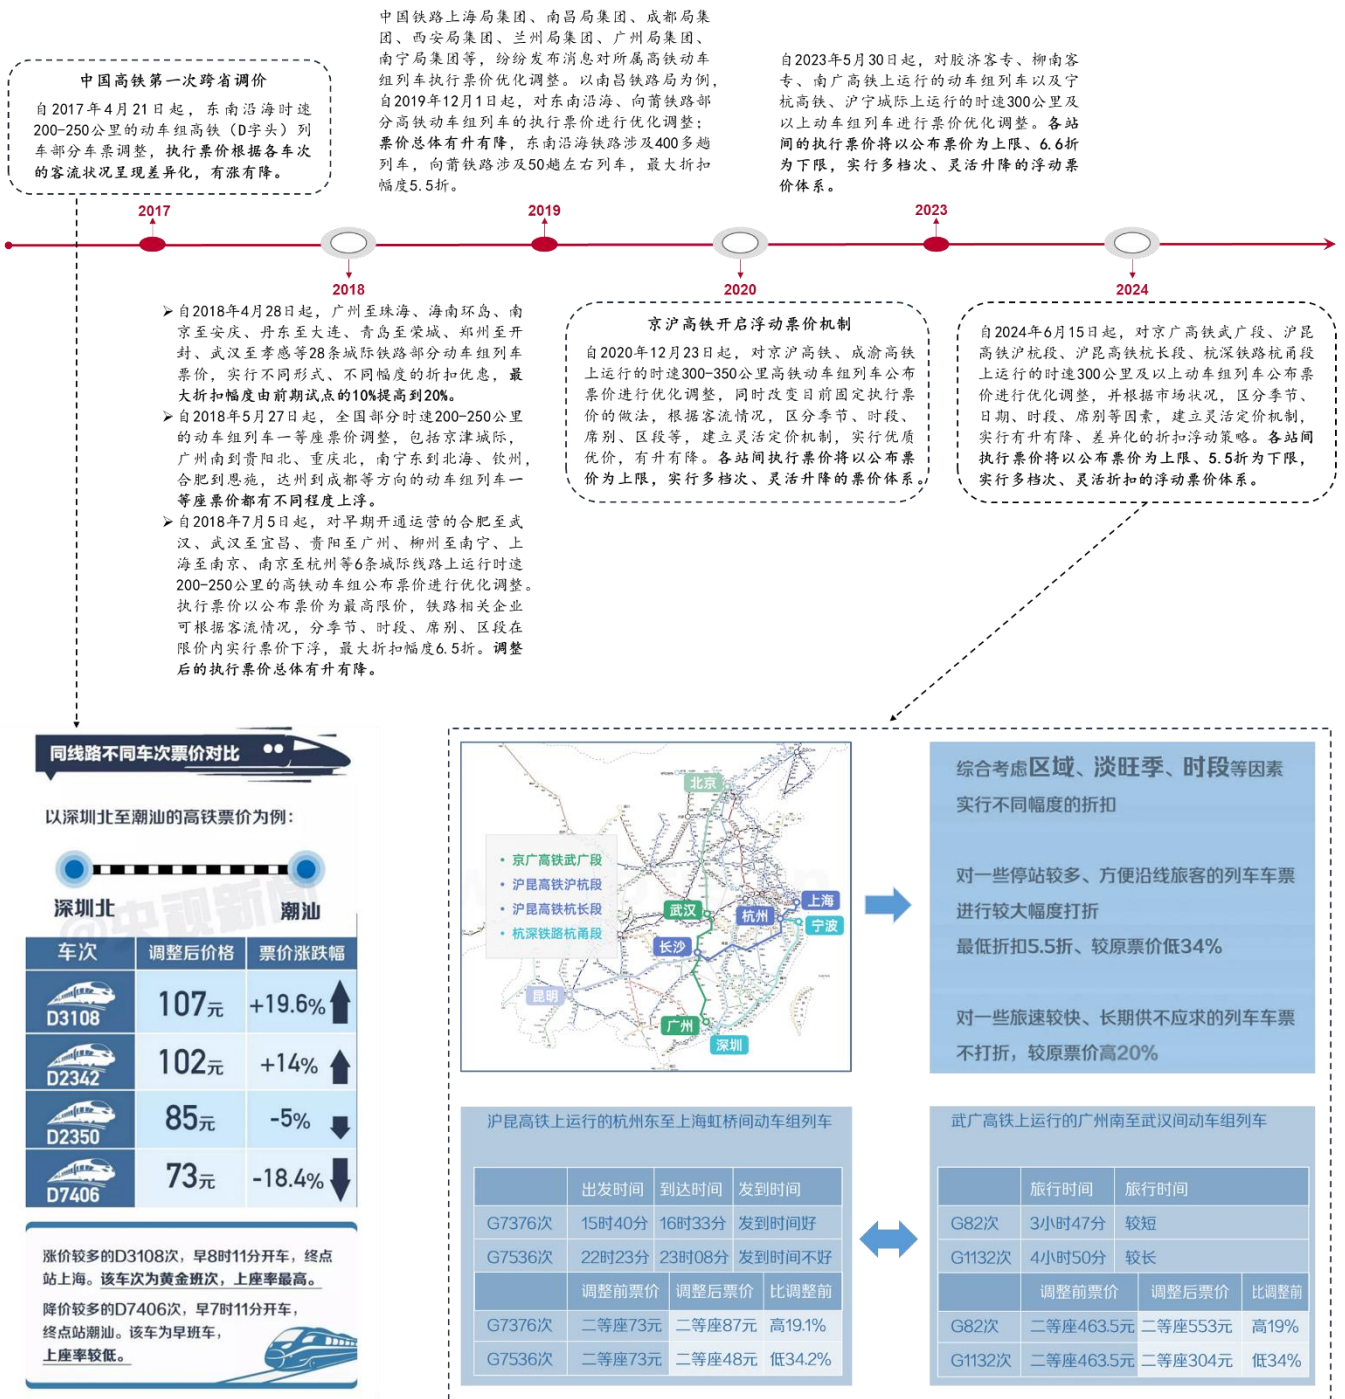 中国高铁第一次跨省调价
自2017年4月21日起，东南沿海时速
200-250公里的动车组高铁（D字头）列
车部分车票调整，执行票价根据各车次
的客流状况呈现差异化，有涨有降。
中国铁路上海局集团、南昌局集团、成都局集
团、西安局集团、兰州局集团、广州局集团、
南宁局集团等，纷纷发布消息对所属高铁动车
组列车执行票价优化调整。以南昌铁路局为例，
自2019年12月1日起，对东南沿海、向莆铁路部
分高铁动车组列车的执行票价进行优化调整；
票价总体有升有降，东南沿海铁路涉及400多趟
列车，向莆铁路涉及50趟左右列车，最大折扣
幅度5.5折。
自2023年5月30日起，对胶济客专、柳南客
专、南广高铁上运行的动车组列车以及宁
杭高铁、沪宁城际上运行的时速300公里及
以上动车组列车进行票价优化调整。各站
间的执行票价将以公布票价为上限、6.6折
为下限，实行多档次、灵活升降的浮动票
价体系。
2017
2019
2023
2018
2020
2024
➢自2018年4月28日起，广州至珠海、海南环岛、南
京至安庆、丹东至大连、青岛至荣城、郑州至开
封、武汉至孝感等28条城际铁路部分动车组列车
票价，实行不同形式、不同幅度的折扣优惠，最
大折扣幅度由前期试点的10%提高到20%。
➢自2018年5月27日起，全国部分时速200-250公里
的动车组列车一等座票价调整，包括京津城际，
广州南到贵阳北、重庆北，南宁东到北海、钦州，
合肥到恩施，达州到成都等方向的动车组列车一
等座票价都有不同程度上浮。
➢自2018年7月5日起，对早期开通运营的合肥至武
汉、武汉至宜昌、贵阳至广州、柳州至南宁、上
海至南京、南京至杭州等6条城际线路上运行时速
200-250公里的高铁动车组公布票价进行优化调整。
执行票价以公布票价为最高限价，铁路相关企业
可根据客流情况，分季节、时段、席别、区段在
限价内实行票价下浮，最大折扣幅度6.5折。调整
后的执行票价总体有升有降。
京沪高铁开启浮动票价机制
自2020年12月23日起，对京沪高铁、成渝高铁
上运行的时速300-350公里高铁动车组列车公布
票价进行优化调整，同时改变目前固定执行票
价的做法，根据客流情况，区分季节、时段、
席别、区段等，建立灵活定价机制，实行优质
优价，有升有降。各站间执行票价将以公布票
价为上限，实行多档次、灵活升降的票价体系。
自2024年6月15日起，对京广高铁武广段、沪昆
高铁沪杭段、沪昆高铁杭长段、杭深铁路杭甬段
上运行的时速300公里及以上动车组列车公布票
价进行优化调整，并根据市场状况，区分季节、
日期、时段、席别等因素，建立灵活定价机制，
实行有升有降、差异化的折扣浮动策略。各站间
执行票价将以公布票价为上限、5.5折为下限，
实行多档次、灵活折扣的浮动票价体系。
同线路不同车次票价对比
以深圳北至潮汕的高铁票价为例：
@央视新闻
深圳北 潮汕
车次 调整后价格 票价涨跌幅
D3108 107元 +19.6%
D2342 102元 +14%
D2350 85元 -5%
D7406 73元 -18.4%
涨价较多的D3108次，早8时11分开车，终点
站上海。该车次为黄金班次，上座率最高。
降价较多的D7406次，早7时11分开车，
终点站潮汕。该车为早班车，
上座率较低。
北京
• 京广高铁武广段
• 沪昆高铁沪杭段
• 沪昆高铁杭长段
• 杭深铁路杭甬段
武汉
上海
杭州
宁波
长沙
昆明
广州
深圳
综合考虑区域、淡旺季、时段等因素
实行不同幅度的折扣
对一些停站较多、方便沿线旅客的列车车票
进行较大幅度打折
最低折扣5.5折、较原票价低34%
对一些旅速较快、长期供不应求的列车车票
不打折，较原票价高20%
沪昆高铁上运行的杭州东至上海虹桥间动车组列车
出发时间 到达时间 发到时间
G7376次 15时40分 16时33分 发到时间好
G7536次 22时23分 23时08分 发到时间不好
调整前票价 调整后票价 比调整前
G7376次 二等座73元 二等座87元 高19.1%
G7536次 二等座73元 二等座48元 低34.2%
武广高铁上运行的广州南至武汉间动车组列车
旅行时间 旅行时间
G82次 3小时47分 较短
G1132次 4小时50分 较长
调整前票价 调整后票价 比调整前
G82次 二等座463.5元 二等座553元 高19%
G1132次 二等座463.5元 二等座304元 低34%